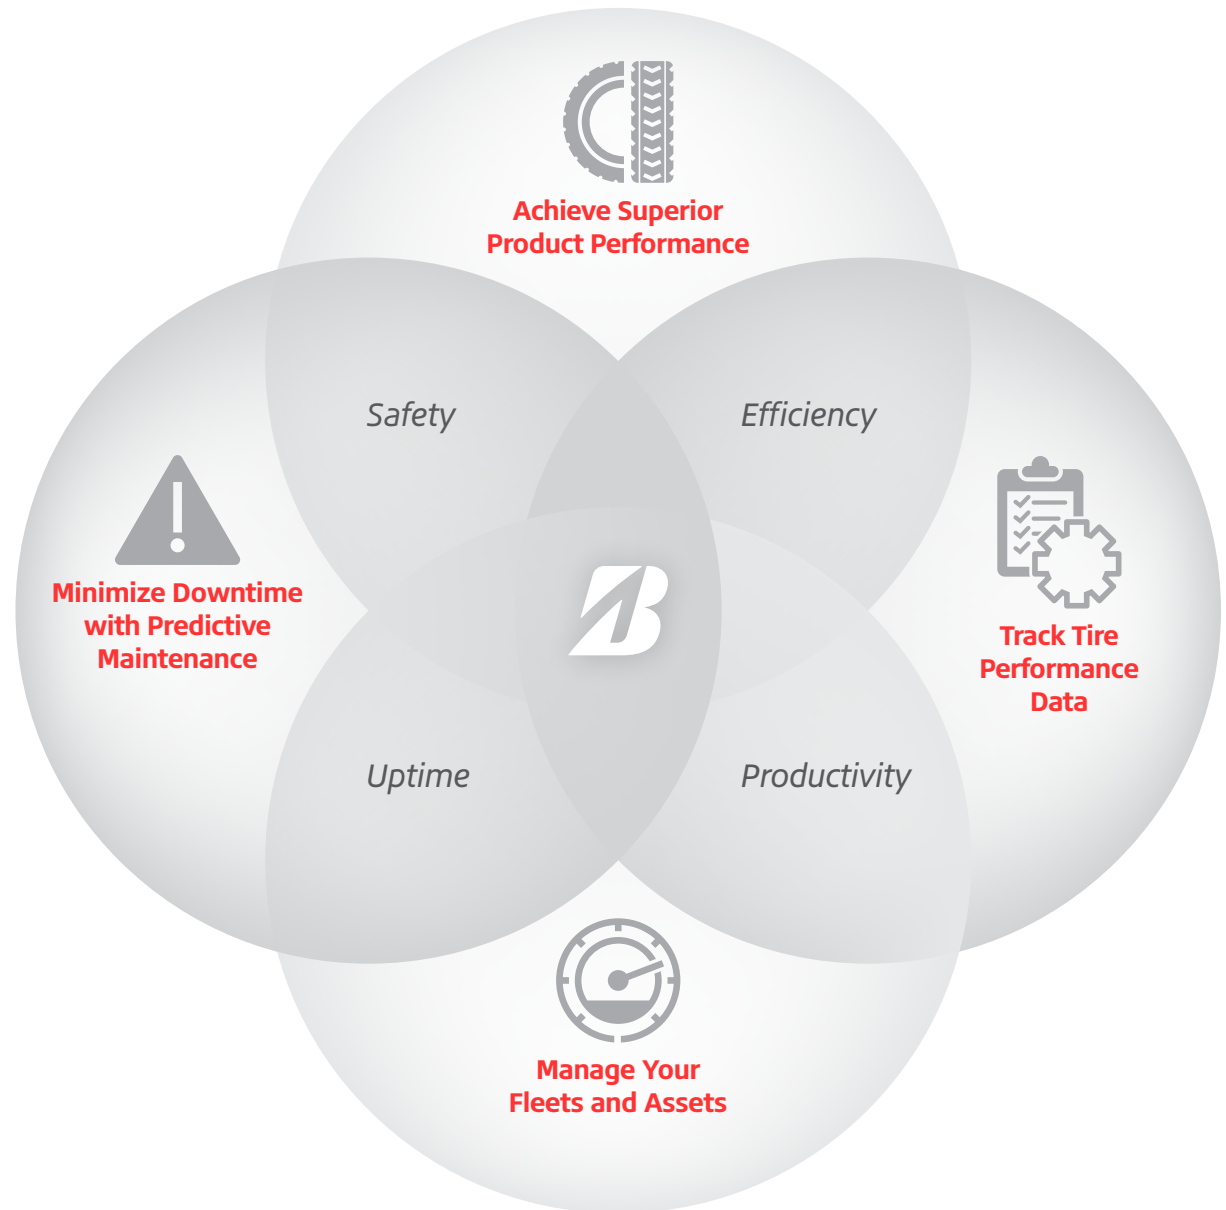 Achieve Superior
Product Performance
Safety
Efficiency
Minimize Downtime
with Predictive
Maintenance
B
Track Tire
Performance
Data
Uptime
Productivity
Manage Your
Fleets and Assets